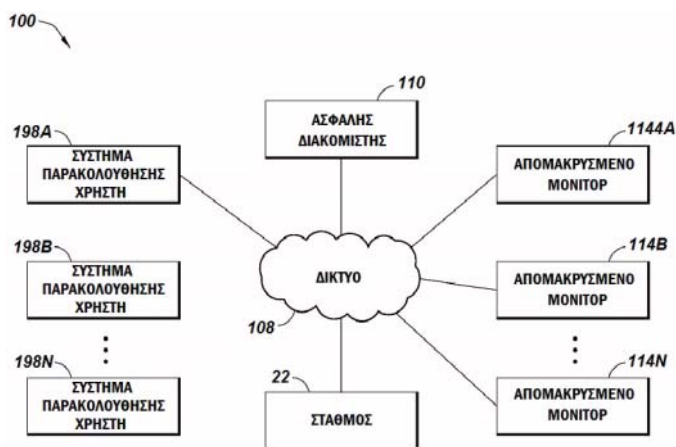 100
110
ΑΣΦΑΛΗΣ
ΔΙΑΚΟΜΙΣΤΗΣ
198A
ΣΥΣΤΗΜΑ
ΠΑΡΑΚΟΛΟΥΘΗΣΗΣ
ΧΡΗΣΤΗ
1144A
ΑΠΟΜΑΚΡΥΣΜΕΝΟ
ΜΟΝΙΤΟΡ
198B
ΣΥΣΤΗΜΑ
ΠΑΡΑΚΟΛΟΥΘΗΣΗΣ
ΧΡΗΣΤΗ
ΔΙΚΤΥΟ
108
114B
ΑΠΟΜΑΚΡΥΣΜΕΝΟ
ΜΟΝΙΤΟΡ
198N
ΣΥΣΤΗΜΑ
ΠΑΡΑΚΟΛΟΥΘΗΣΗΣ
ΧΡΗΣΤΗ
22
ΣΤΑΘΜΟΣ
114N
ΑΠΟΜΑΚΡΥΣΜΕΝΟ
ΜΟΝΙΤΟΡ